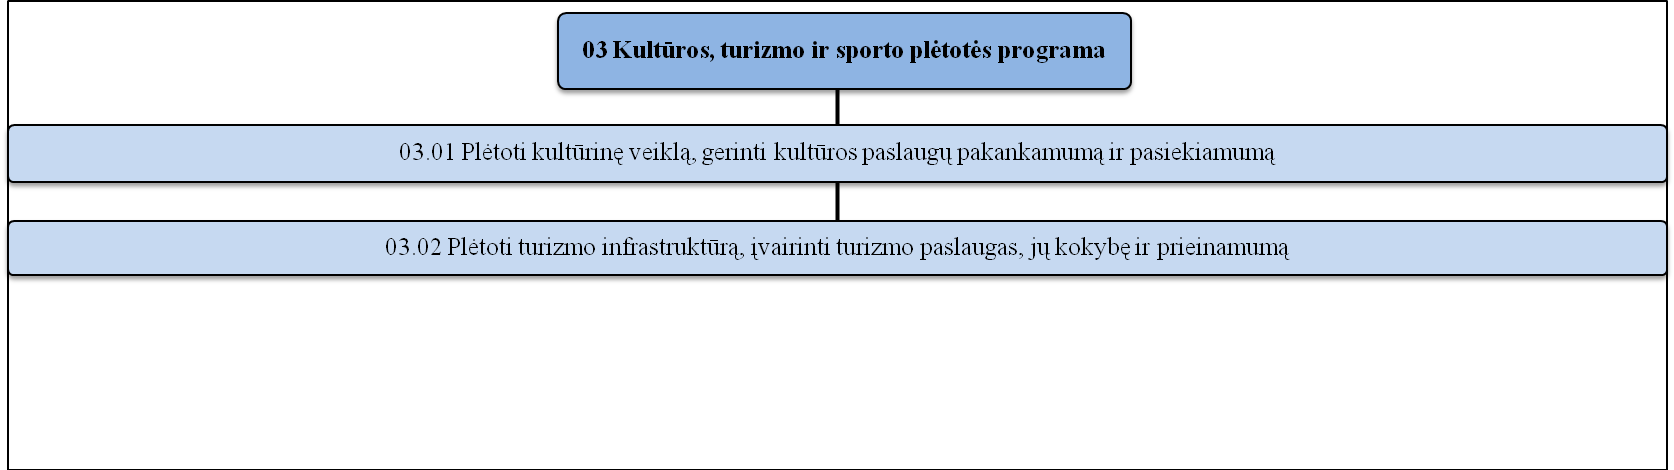 03 Kultūros, turizmo ir sporto plėtotės programa
03.01 Plėtoti kultūrinę veiklą, gerinti kultūros paslaugų pakankamumą ir pasiekiamumą
03.02 Plėtoti turizmo infrastruktūrą, įvairinti turizmo paslaugas, jų kokybę ir prieinamumą